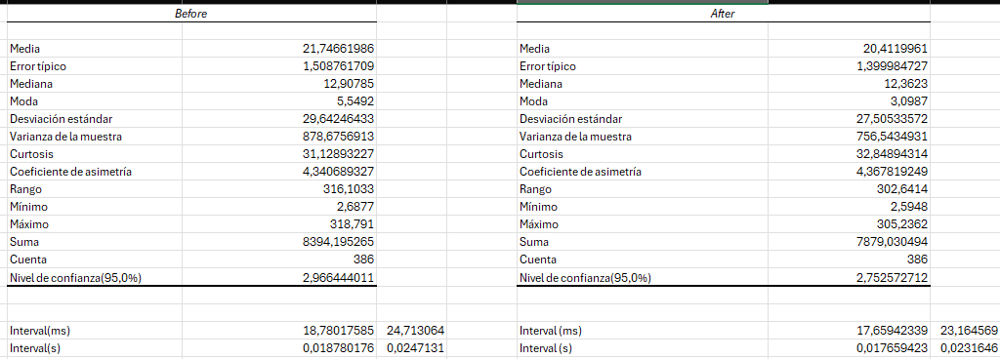 Before After
Media 21,74661986 Media 20,4119961
Error típico 1,508761709 Error típico 1,399984727
Mediana 12,90785 Mediana 12,3623
Moda 5,5492 Moda 3,0987
Desviación estándar 29,64246433 Desviación estándar 27,50533572
Varianza de la muestra 878,6756913 Varianza de la muestra 756,5434931
Curtosis 31,12893227 Curtosis 32,84894314
Coeficiente de asimetría 4,340689327 Coeficiente de asimetría 4,367819249
Rango 316,1033 Rango 302,6414
Mínimo 2,6877 Mínimo 2,5948
Máximo 318,791 Máximo 305,2362
Suma 8394,195265 Suma 7879,030494
Cuenta 386 Cuenta 386
Nivel de confianza(95,0%) 2,966444011 Nivel de confianza(95,0%) 2,752572712
Interval(ms) 18,78017585 24,713064 Interval (ms) 17,65942339 23,164569
Interval(s) 0,018780176 0,0247131 Interval (s) 0,017659423 0,0231646